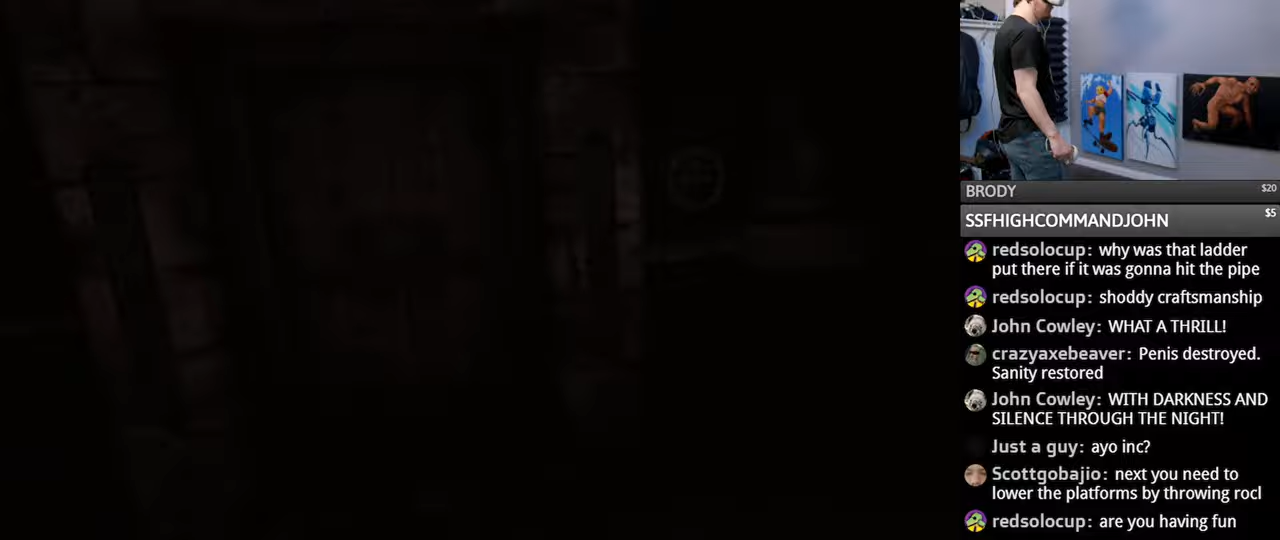 BRODY $20
SSFHIGHCOMMANDJOHN $5
redsolocup: why was that ladder
put there if it was gonna hit the pipe
redsolocup: shoddy craftsmanship
John Cowley: WHAT A THRILL!
crazyaxebeaver: Penis destroyed.
Sanity restored
John Cowley: WITH DARKNESS AND
SILENCE THROUGH THE NIGHT!
Just a guy: ayo inc?
Scottgobajio: next you need to
lower the platforms by throwing rocl
redsolocup: are you having fun